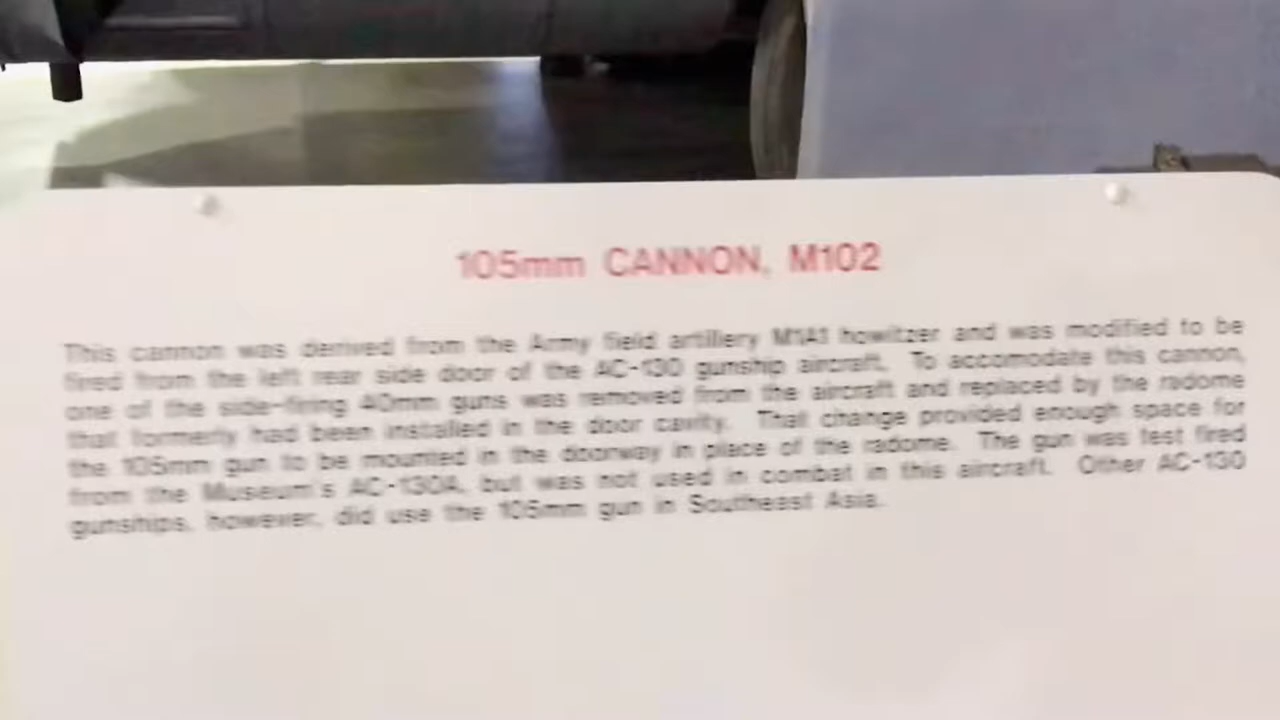 105mm CANNON, M102
This cannon was derived from the Army field artillery M1A1 howitzer and was modified to be
fired from the left rear side door of the AC-130 gunship aircraft. To accomodate this cannon,
one of the side-firing 40mm guns was removed from the aircraft and replaced by the radome
that formerly had been installed in the door cavity. That change provided enough space for
the 105mm gun to be mounted in the doorway in place of the radome. The gun was test fired
from the Museum's AC-130A, but was not used in combat in this aircraft. Other AC-130
gunships, however, did use the 105mm gun in Southeast Asia.